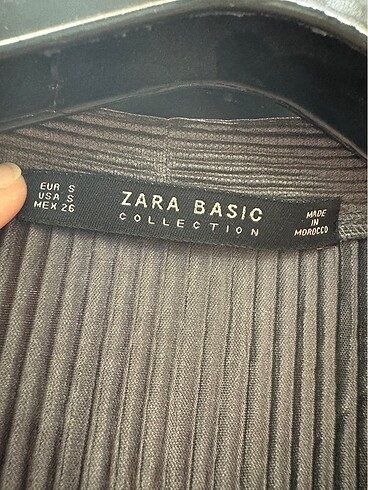 EUR S
USA S
MEX 26
ZARA BASIC
COLLECTION
MADE
IN
MOROCCO